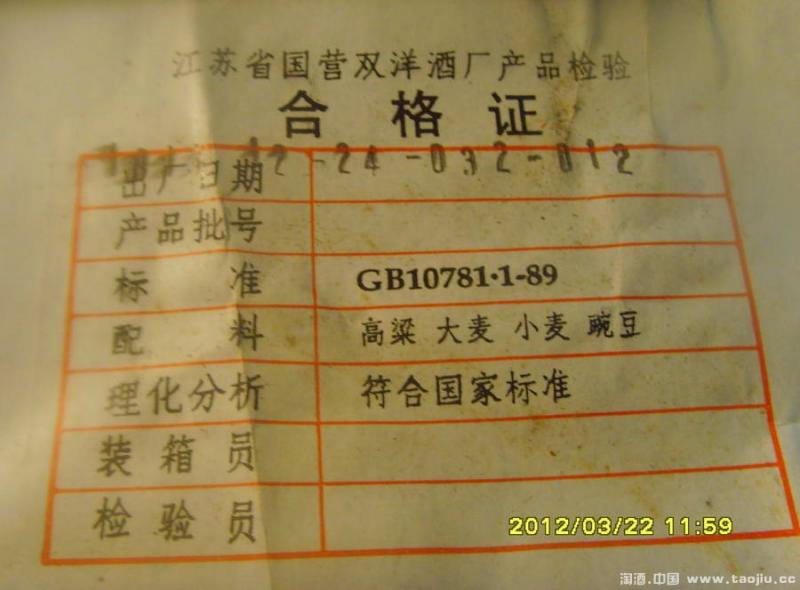 江苏省国营双洋酒厂产品检验
合格证
12-24-032-012
出厂日期
产品批号
标准 GB10781·1-89
配料 高粱 大麦 小麦 豌豆
理化分析 符合国家标准
装箱员
检验员
2012/03/22 11:59
淘酒.中国 www.taojiu.cc